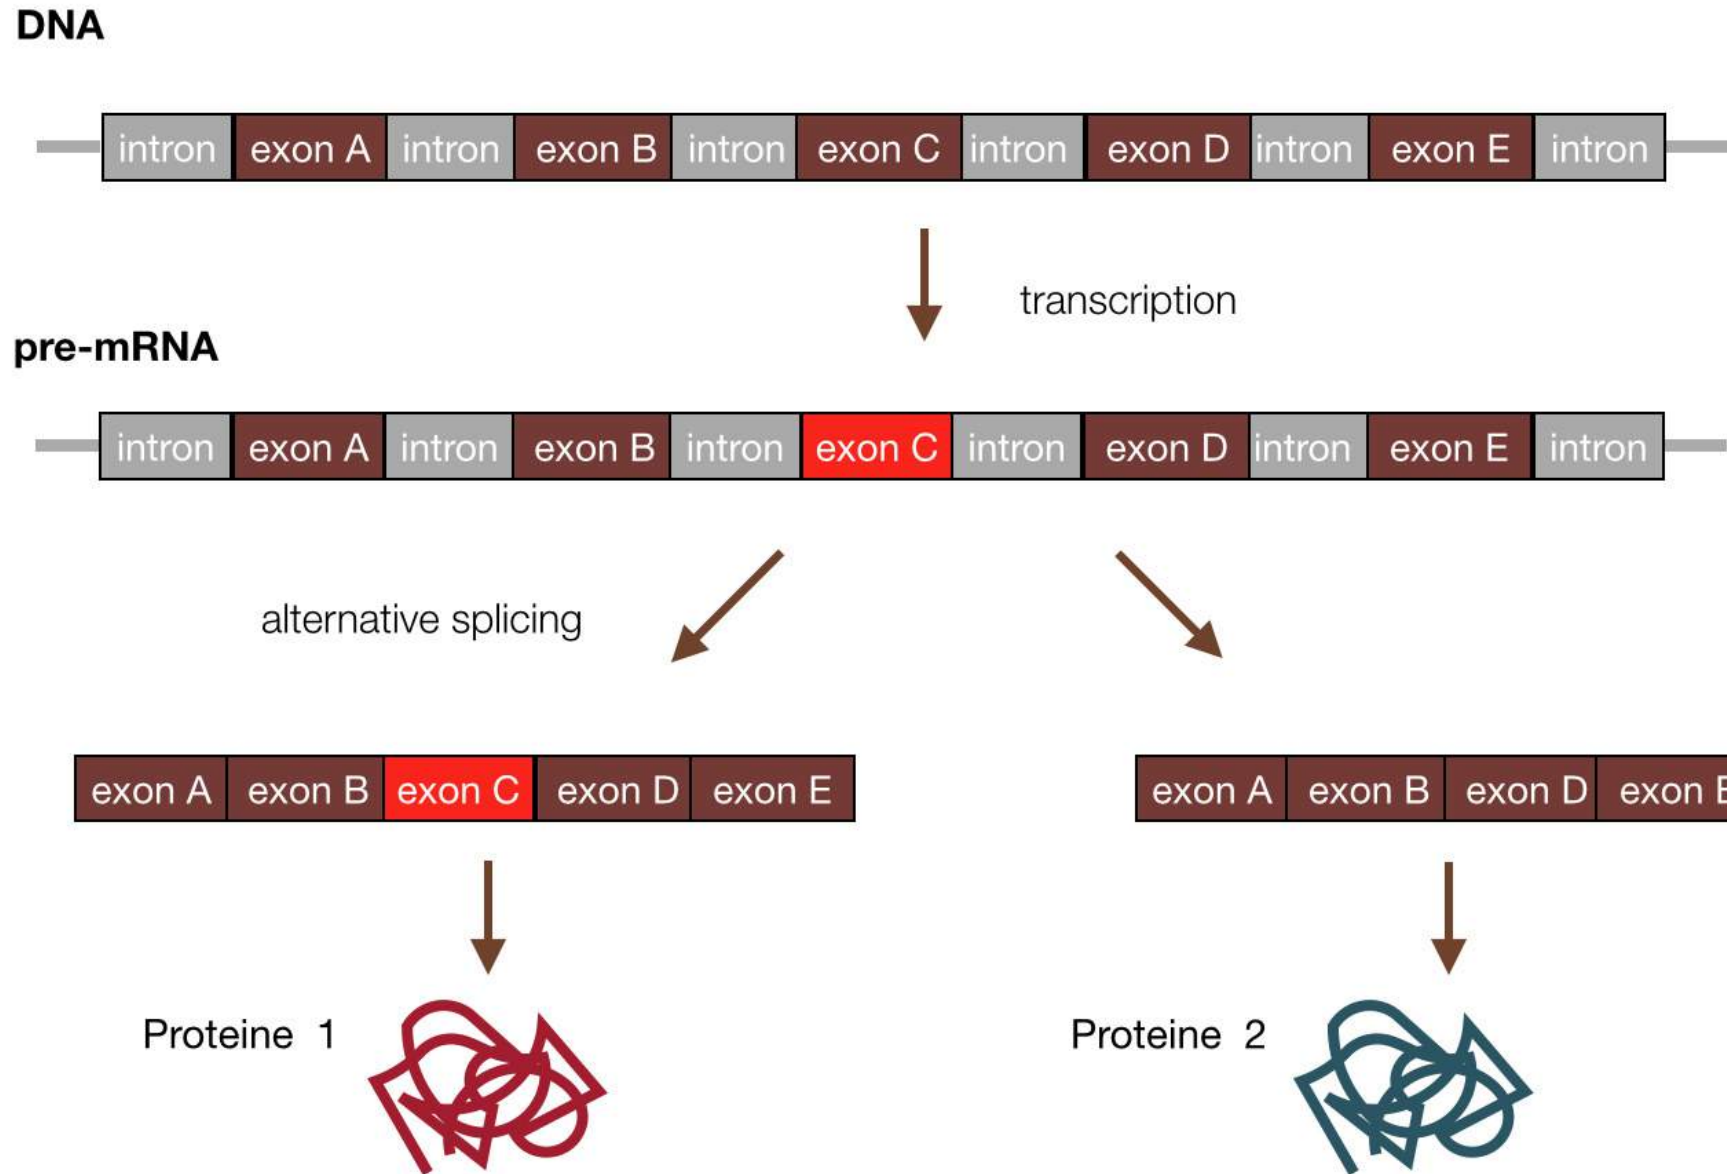 DNA
intron exon A intron exon B intron exon C intron exon D intron exon E intron
transcription
pre-mRNA
intron exon A intron exon B intron exon C intron exon D intron exon E intron
alternative splicing
exon A exon B exon C exon D exon E
exon A exon B exon D exon E
Proteine 1
Proteine 2